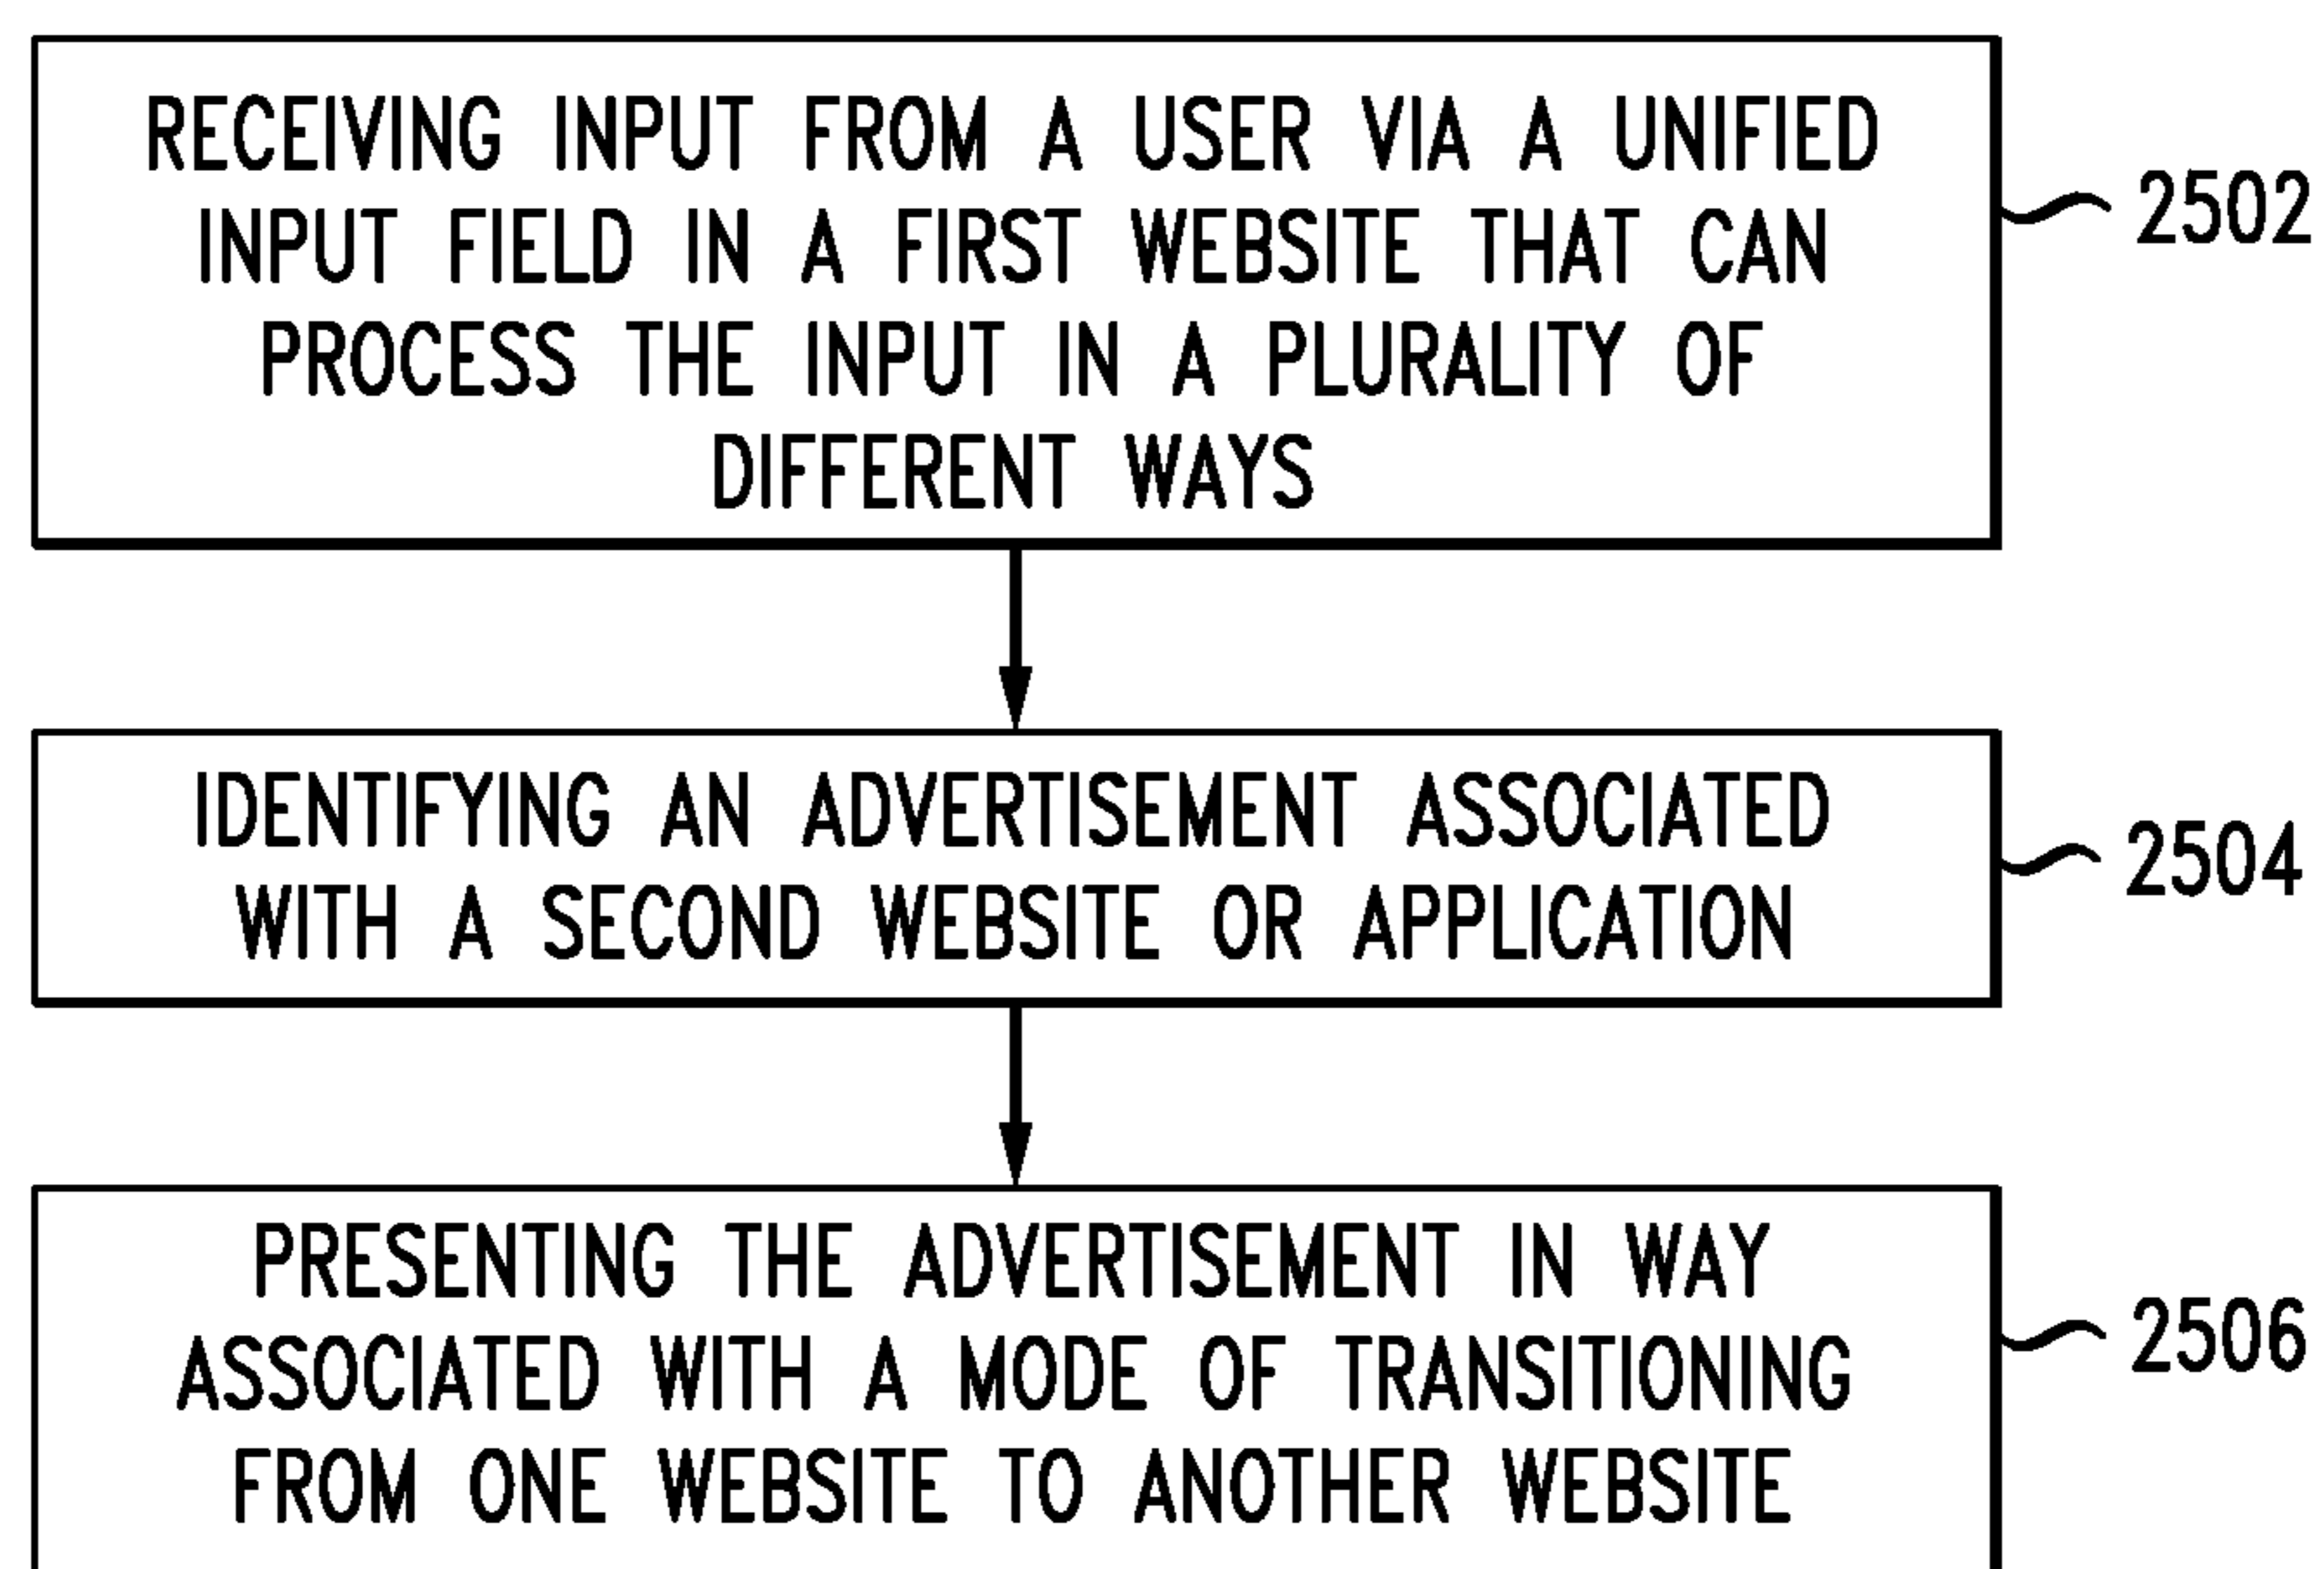 RECEIVING INPUT FROM A USER VIA A UNIFIED
INPUT FIELD IN A FIRST WEBSITE THAT CAN
PROCESS THE INPUT IN A PLURALITY OF
DIFFERENT WAYS
2502
IDENTIFYING AN ADVERTISEMENT ASSOCIATED
WITH A SECOND WEBSITE OR APPLICATION
2504
PRESENTING THE ADVERTISEMENT IN WAY
ASSOCIATED WITH A MODE OF TRANSITIONING
FROM ONE WEBSITE TO ANOTHER WEBSITE
2506